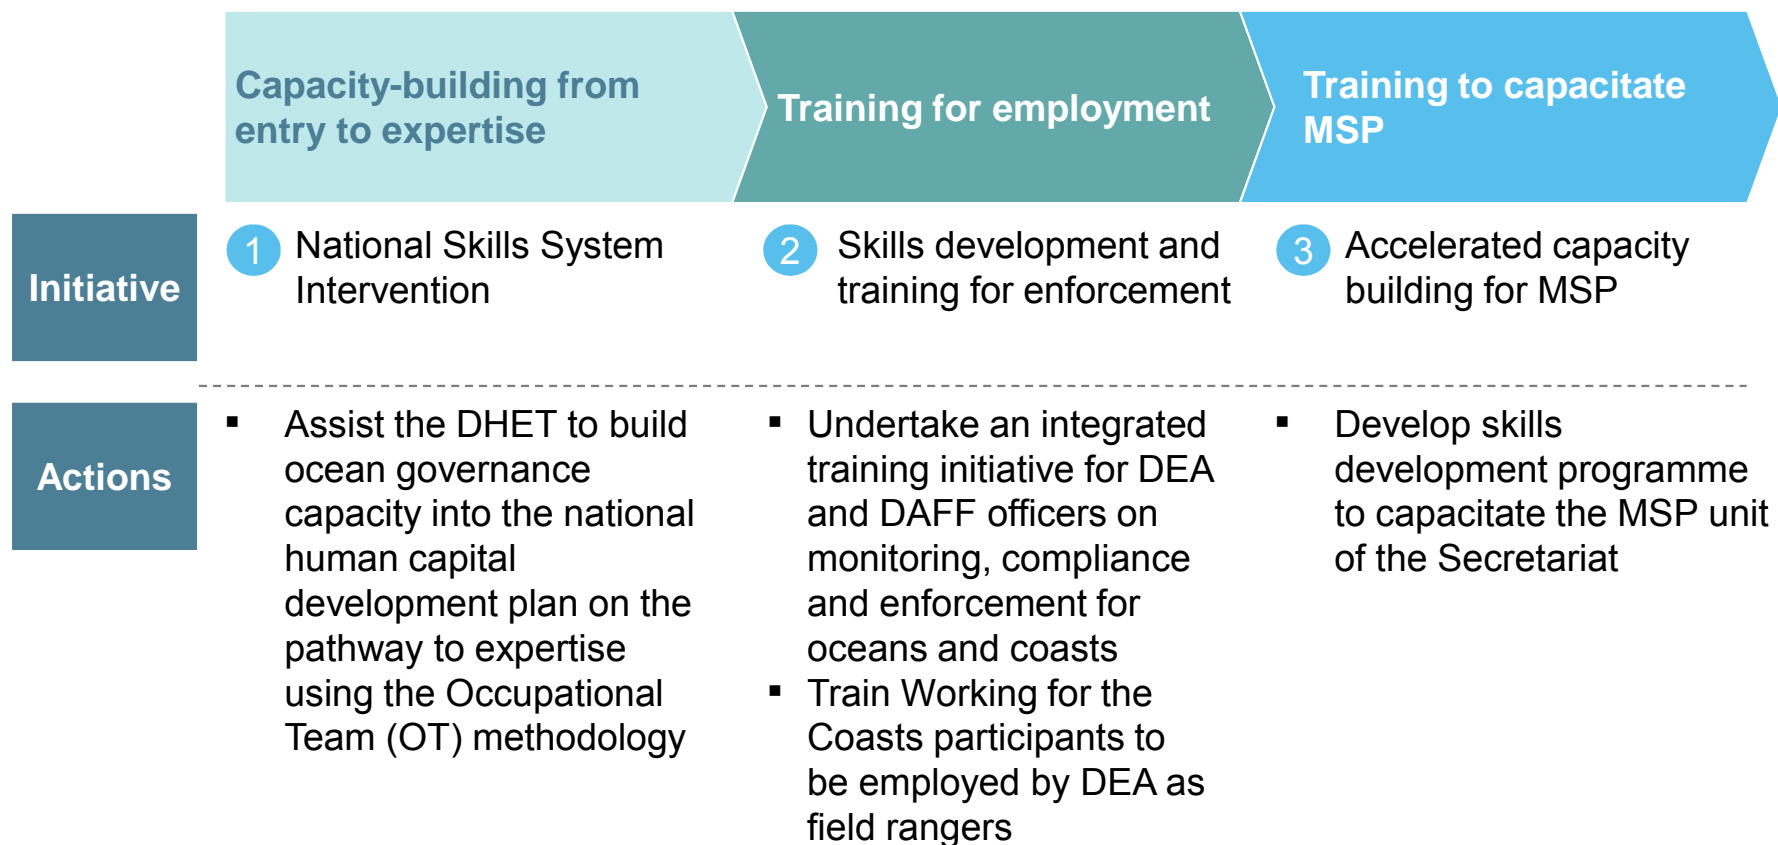 Capacity-building from
entry to expertise
Training for employment
Training to capacitate
MSP
Initiative
1
National Skills System
Intervention
2
Skills development and
training for enforcement
3
Accelerated capacity
building for MSP
Actions
▪ Assist the DHET to build
ocean governance
capacity into the national
human capital
development plan on the
pathway to expertise
using the Occupational
Team (OT) methodology
▪ Undertake an integrated
training initiative for DEA
and DAFF officers on
monitoring, compliance
and enforcement for
oceans and coasts
▪ Train Working for the
Coasts participants to
be employed by DEA as
field rangers
▪ Develop skills
development programme
to capacitate the MSP unit
of the Secretariat